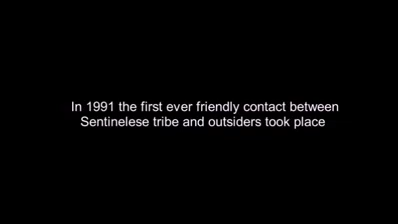 In 1991 the first ever friendly contact between
Sentinelese tribe and outsiders took place